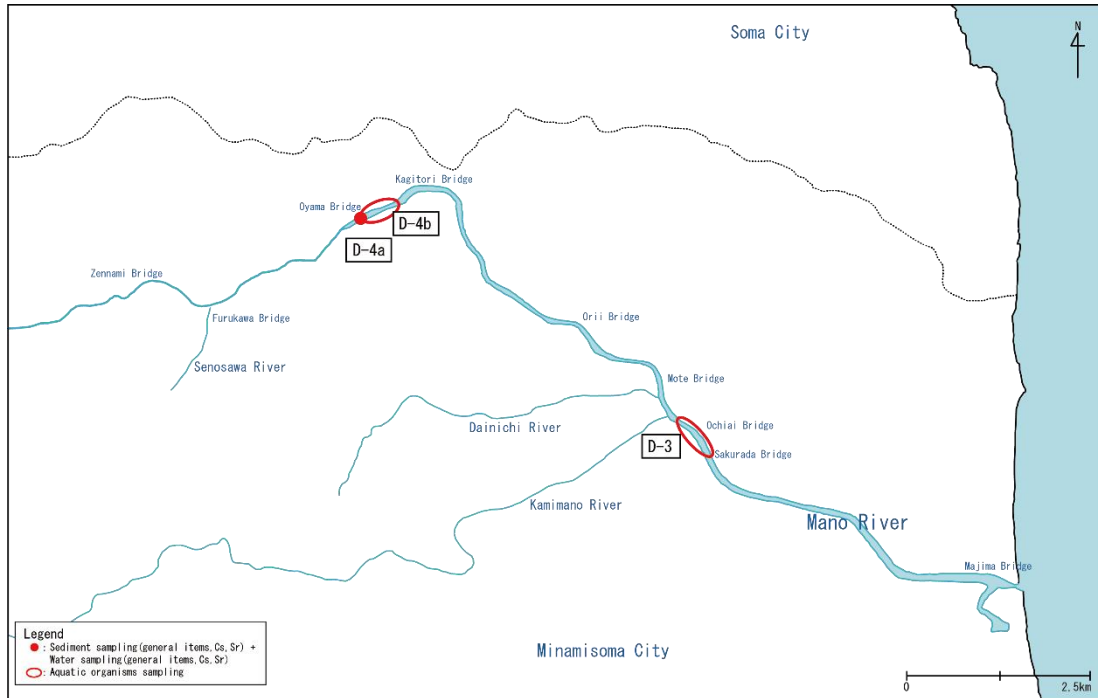 Soma City
N
Kagitori Bridge
Oyama Bridge
D-4b
D-4a
Zennami Bridge
Furukawa Bridge
Orii Bridge
Senosawa River
Mote Bridge
Dainichi River
Ochiai Bridge
D-3
Sakurada Bridge
Kamimano River
Mano River
Majima Bridge
Minamisoma City
Legend
: Sediment sampling(general items,Cs,Sr) +
Water sampling(general items,Cs,Sr)
: Aquatic organisms sampling
0
2.5km